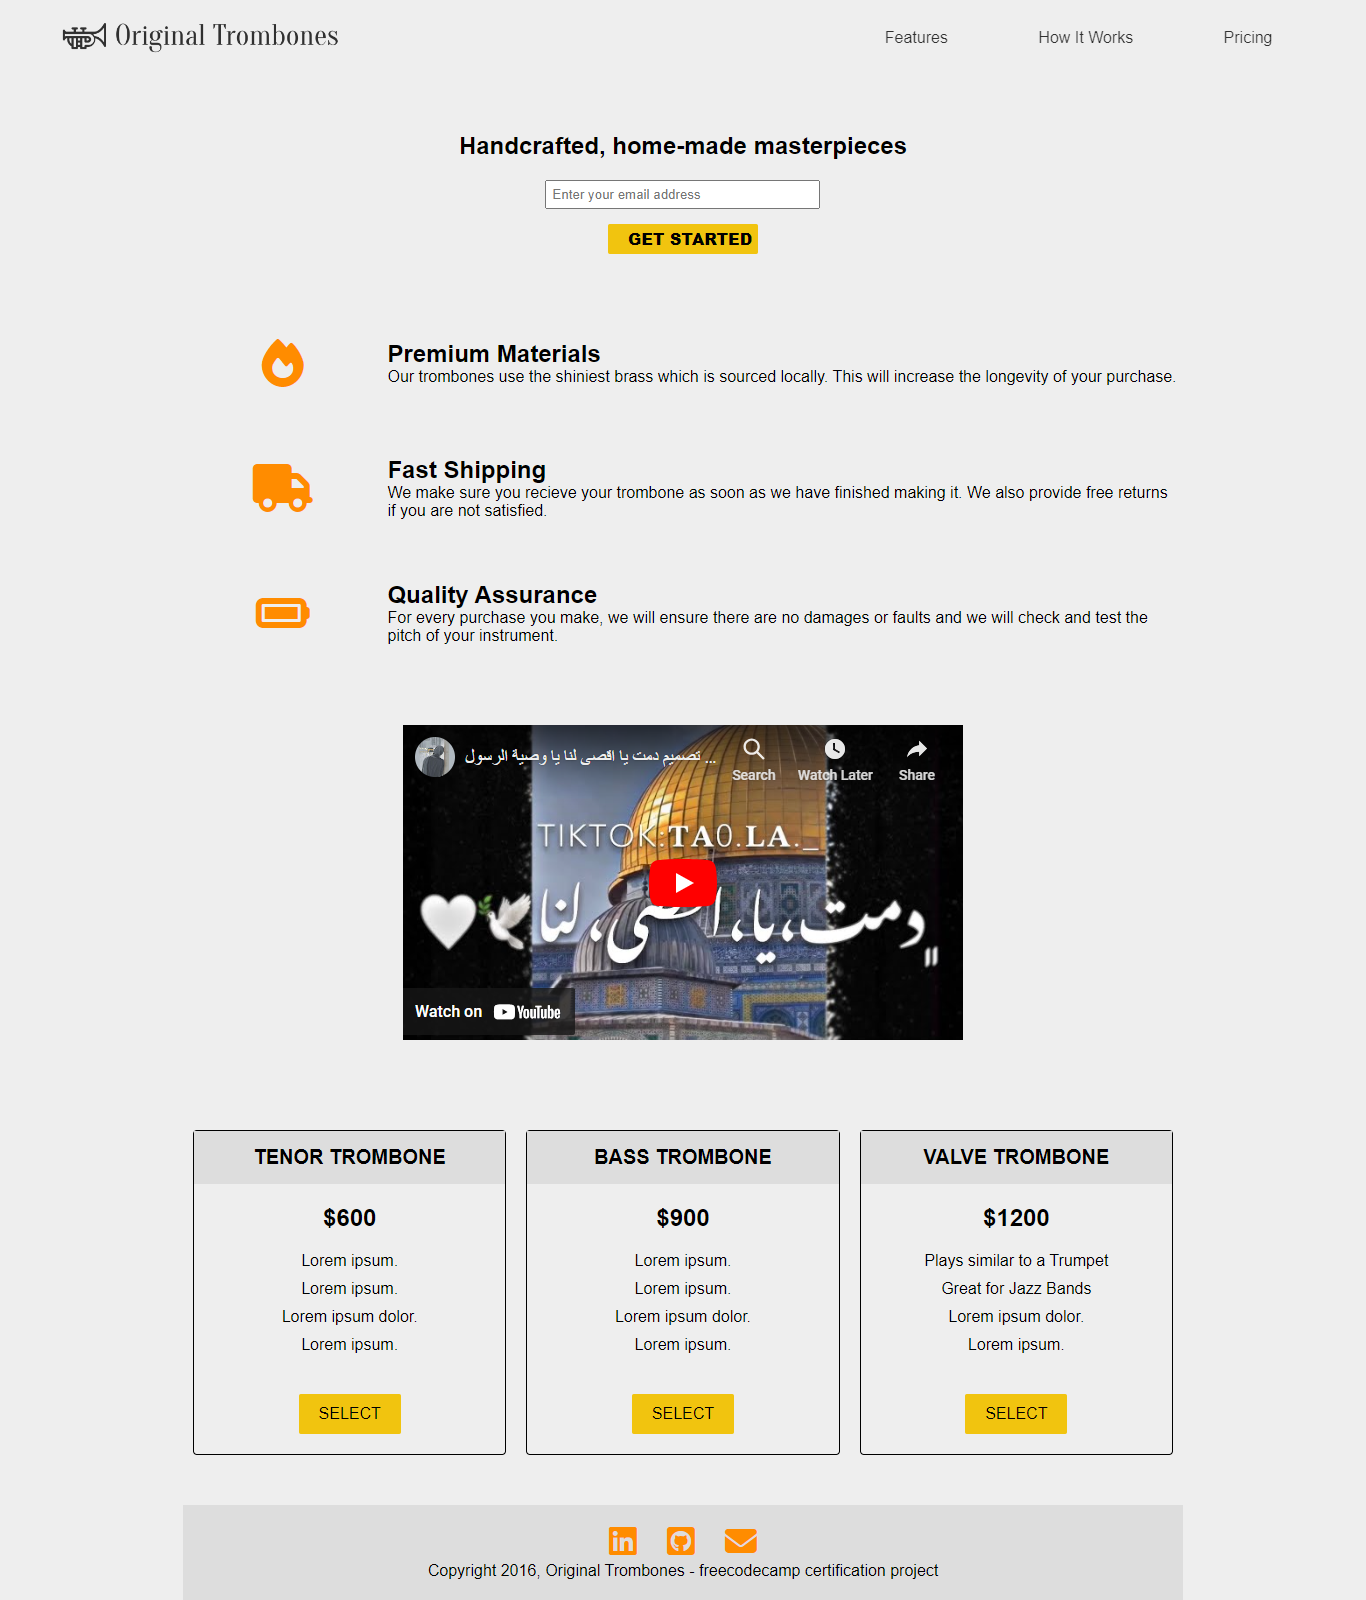 Original Trombones
Features
How It Works
Pricing
Handcrafted, home-made masterpieces
Enter your email address
GET STARTED
Premium Materials
Our trombones use the shiniest brass which is sourced locally. This will increase the longevity of your purchase.
Fast Shipping
We make sure you recieve your trombone as soon as we have finished making it. We also provide free returns
if you are not satisfied.
Quality Assurance
For every purchase you make, we will ensure there are no damages or faults and we will check and test the
pitch of your instrument.
تصميم دمت يا اقصى لنا يا وصية الرسول ...
Search
Watch Later
Share
TIKTOK:TA0.LA._
دمت،يا،اقصى،لنا
Watch on YouTube
TENOR TROMBONE
$600
Lorem ipsum.
Lorem ipsum.
Lorem ipsum dolor.
Lorem ipsum.
SELECT
BASS TROMBONE
$900
Lorem ipsum.
Lorem ipsum.
Lorem ipsum dolor.
Lorem ipsum.
SELECT
VALVE TROMBONE
$1200
Plays similar to a Trumpet
Great for Jazz Bands
Lorem ipsum dolor.
Lorem ipsum.
SELECT
Copyright 2016, Original Trombones - freecodecamp certification project